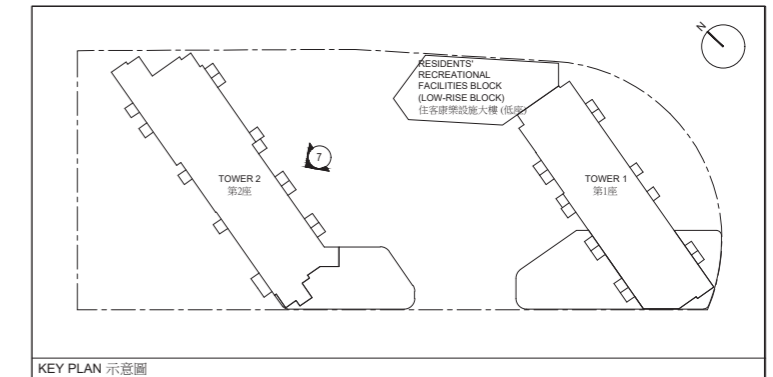 N
RESIDENTS'
RECREATIONAL
FACILITIES BLOCK
(LOW-RISE BLOCK)
住客康樂設施大樓 (低座)
7
TOWER 2
第2座
TOWER 1
第1座
KEY PLAN 示意圖